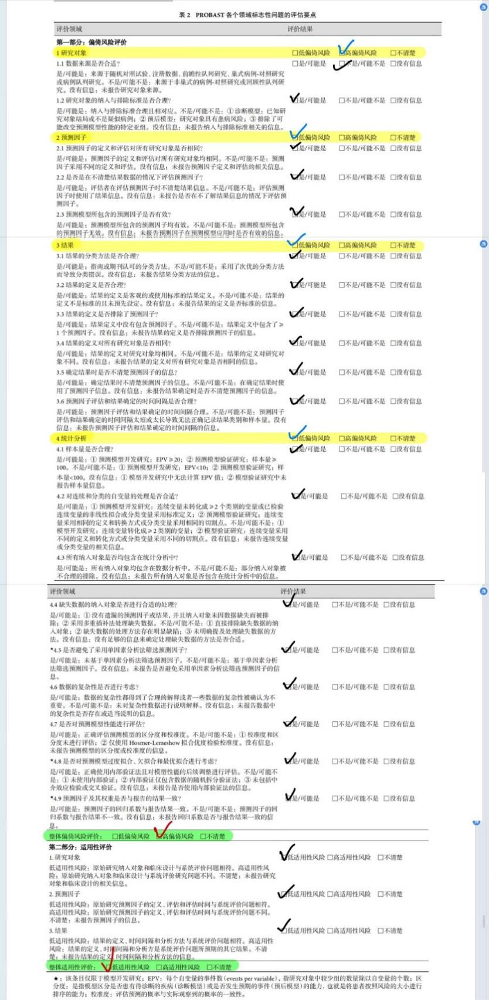 表 2 PROBAST 各个领域标志性问题的评估要点
评价领域 评价结果
第一部分：偏倚风险评价
1 研究对象 □低偏倚风险 □高偏倚风险 □不清楚
1.1 数据来源是否合适？ □是/可能是 □不是/可能不是 □没有信息
是/可能是：来源于随机对照试验、注册数据、前瞻性队列研究、巢式病例-对照研究
或病例队列研究。不是/可能不是：来源于非巢式的病例-对照研究或回顾性队列研
究。没有信息：未报告研究对象来源。
1.2 研究对象的纳入与排除标准是否合理？ □是/可能是 □不是/可能不是 □没有信息
是/可能是：纳入与排除标准合理且相对应。不是/可能不是：① 诊断模型：已知研
究对象结局或不是疑似病例；② 预后模型：研究对象具有患病风险；③ 排除了可
能改变预测模型性能的特定亚组。没有信息：未报告纳入与排除标准相关的信息。
2 预测因子 □低偏倚风险 □高偏倚风险 □不清楚
2.1 预测因子的定义和评估对所有研究对象是否相同？ □是/可能是 □不是/可能不是 □没有信息
是/可能是：预测因子的定义和评估对所有研究对象均相同。不是/可能不是：预测
因子采用不同的定义和评估。没有信息：未报告预测因子定义和评估的相关信息。
2.2 是否是在不清楚结果数据的情况下评估预测因子？ □是/可能是 □不是/可能不是 □没有信息
是/可能是：评估者在评估预测因子时不清楚结果信息。不是/可能不是：评估预测
因子时使用了结果信息。没有信息：未报告是否在不了解结果信息的情况下评估预
测因子。
2.3 预测模型所包含的预测因子是否有效？ □是/可能是 □不是/可能不是 □没有信息
是/可能是：预测模型所包含的预测因子均有效。不是/可能不是：预测模型所包含
的预测因子无效。没有信息：未报告预测因子在预测模型应用时是否有效的信息。
3 结果 □低偏倚风险 □高偏倚风险 □不清楚
3.1 结果的分类方法是否合理？ □是/可能是 □不是/可能不是 □没有信息
是/可能是：指南或期刊认可的分类方法。不是/可能不是：采用了次优的分类方法
而导致分类错误。没有信息：未报告结果分类方法的信息。
3.2 结果的定义是否合理？ □是/可能是 □不是/可能不是 □没有信息
是/可能是：结果的定义是客观的或使用标准的结果定义。不是/可能不是：结果的
定义不是标准的且未预先设定。没有信息：未报告结果的定义是否标准的信息。
3.3 结果的定义是否排除了预测因子？ □是/可能是 □不是/可能不是 □没有信息
是/可能是：结果定义中没有包含预测因子。不是/可能不是：结果定义中包含了≥
1 个预测因子。没有信息：未报告结果的定义是否排除预测因子的信息。
3.4 结果的定义对所有研究对象是否相同？ □是/可能是 □不是/可能不是 □没有信息
是/可能是：结果的定义对研究对象均相同。不是/可能不是：结果的定义对研究对
象不同。没有信息：未报告结果的定义对所有研究对象是否相同的信息。
3.5 确定结果时是否不清楚预测因子的信息？ □是/可能是 □不是/可能不是 □没有信息
是/可能是：确定结果时不清楚预测因子的信息。不是/可能不是：在确定结果时使
用了预测因子信息。没有信息：未报告结果确定时是否不清楚预测因子的信息。
3.6 预测因子评估和结果确定的时间间隔是否合理？ □是/可能是 □不是/可能不是 □没有信息
是/可能是：预测因子评估和结果确定的时间间隔合理。不是/可能不是：预测因子
评估和结果确定的时间间隔太短或太长导致无法正确记录结果类别和样本量。没有
信息：未报告预测因子评估和结果确定的时间间隔的信息。
4 统计分析 □低偏倚风险 □高偏倚风险 □不清楚
4.1 样本量是否合理？ □是/可能是 □不是/可能不是 □没有信息
是/可能是：① 预测模型开发研究：EPV≥20；② 预测模型验证研究：样本量≥
100。不是/可能不是：① 预测模型开发研究：EPV<10；② 预测模型验证研究：样
本量<100。没有信息：① 模型开发研究中无法计算 EPV 值；② 模型验证研究中未
报告样本量信息。
4.2 对连续和分类的自变量的处理是否合适？ □是/可能是 □不是/可能不是 □没有信息
是/可能是：① 预测模型开发研究：连续变量未转化成≥2 个类别的变量或已检验
连续变量的非线性拟合或分类变量采用标准定义；② 预测模型验证研究：连续变
量采用相同的定义和转换方式或分类变量采用相同的切割点。不是/可能不是：①
模型开发研究：连续变量转化成≥2 类别的变量；② 模型验证研究：连续变量采用
不同的定义和转化方式或分类变量采用不同的切割点。没有信息：未报告连续变量
或分类变量的相关信息。
4.3 所有纳入对象是否均包含在统计分析中？ □是/可能是 □不是/可能不是 □没有信息
是/可能是：所有纳入对象均包含在数据分析中。不是/可能不是：部分纳入对象被
不合理的排除。没有信息：未报告所有纳入对象是否包含在统计分析中的信息。
评价领域 评价结果
4.4 缺失数据的纳入对象是否进行合适的处理？ □是/可能是 □不是/可能不是 □没有信息
是/可能是：① 没有遗漏的预测因子或结果，并且纳入对象未因数据缺失而被排
除；② 采用多重插补法处理缺失数据。不是/可能不是：① 直接排除缺失数据的纳
入对象；② 缺失数据的处理方法存在明显缺陷；③ 未明确提及处理缺失数据的方
法。没有信息：没有足够的信息来确定处理缺失数据的方法是否合适。
★4.5 是否避免了采用单因素分析法筛选预测因子？ □是/可能是 □不是/可能不是 □没有信息
是/可能是：未基于单因素分析法筛选预测因子。不是/可能不是：基于单因素分析
法筛选预测因子。没有信息：未报告是否避免采用单因素分析法筛选预测因子的信
息。
4.6 数据的复杂性是否进行考虑？ □是/可能是 □不是/可能不是 □没有信息
是/可能是：数据的复杂性都得到了合理的解释或者一些数据的复杂性被确认为不
重要。不是/可能不是：未对复杂性数据进行说明解释。没有信息：未报告数据中
的复杂性是否存在或适当说明的信息。
4.7 是否对预测模型性能进行评估？ □是/可能是 □不是/可能不是 □没有信息
是/可能是：正确评估预测模型的区分度和校准度。不是/可能不是：① 校准度和区
分度未进行评估；② 仅使用 Hosmer-Lemeshow 拟合优度检验校准度。没有信息：
未报告预测模型的区分度或校准度的信息。
★4.8 是否对预测模型过度拟合、欠拟合和最优拟合进行考虑？ □是/可能是 □不是/可能不是 □没有信息
是/可能是：正确使用内部验证法且对模型性能的后续调整进行评估。不是/可能不
是：① 未使用内部验证；② 内部验证仅包含数据的随机拆分验证法；③ 未包括中
介效应检验或交叉验证。没有信息：未报告是否使用内部验证法的信息。
★4.9 预测因子及其权重是否与报告的结果一致？ □是/可能是 □不是/可能不是 □没有信息
是/可能是：预测因子的回归系数与报告结果一致。不是/可能不是：预测因子的回
归系数与报告结果不一致。没有信息：未报告回归系数是否与报告结果一致的信
息。
整体偏倚风险评价： □低偏倚风险 □高偏倚风险 □不清楚
第二部分：适用性评价
1. 研究对象 □低适用性风险 □高适用性风险 □不清楚
低适用性风险：原始研究纳入对象和临床设计与系统评价问题相符。高适用性风
险：原始研究纳入对象和临床设计与系统评价研究问题不同。不清楚：未报告研究
对象和临床设计的相关信息。
2. 预测因子 □低适用性风险 □高适用性风险 □不清楚
低适用性风险：原始研究预测因子的定义、评估和评估时间与系统评价问题相符。
高适用性风险：原始研究预测因子的定义、评估和评估时间与系统评价问题不同。
不清楚：未报告预测因子的信息。
3. 结果 □低适用性风险 □高适用性风险 □不清楚
低适用性风险：结果的定义、时间间隔和分析方法与系统评价问题相符。高适用性
风险：结果的定义、时间间隔和分析方是系统评价问题所预期的其它结果。不清
楚：未报告结果的定义、时间间隔和分析方法的信息。
整体适用性评价： □低适用性风险 □高适用性风险 □不清楚
★：该条目仅限于模型开发研究；EPV：每个自变量的事件数（events per variable），指研究对象中较少组的数量除以自变量的个数；区
分度：是指模型区分是否患有待诊断的疾病（诊断模型）或是否发生预期的事件（预后模型）的能力，也就是将患者按照风险的大小进行
排序的能力；校准度：评估预测的概率与实际观察到的概率的一致性。